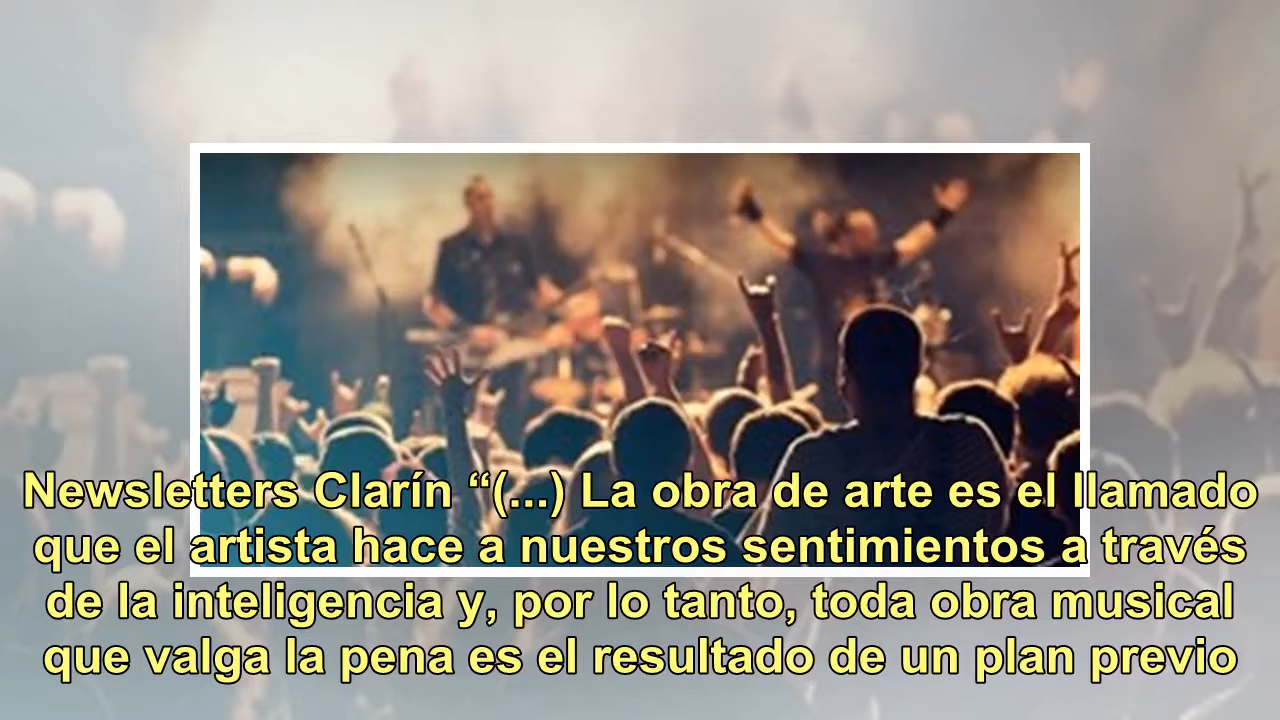 Newsletters Clarín “(...) La obra de arte es el llamado
que el artista hace a nuestros sentimientos a través
de la inteligencia y, por lo tanto, toda obra musical
que valga la pena es el resultado de un plan previo